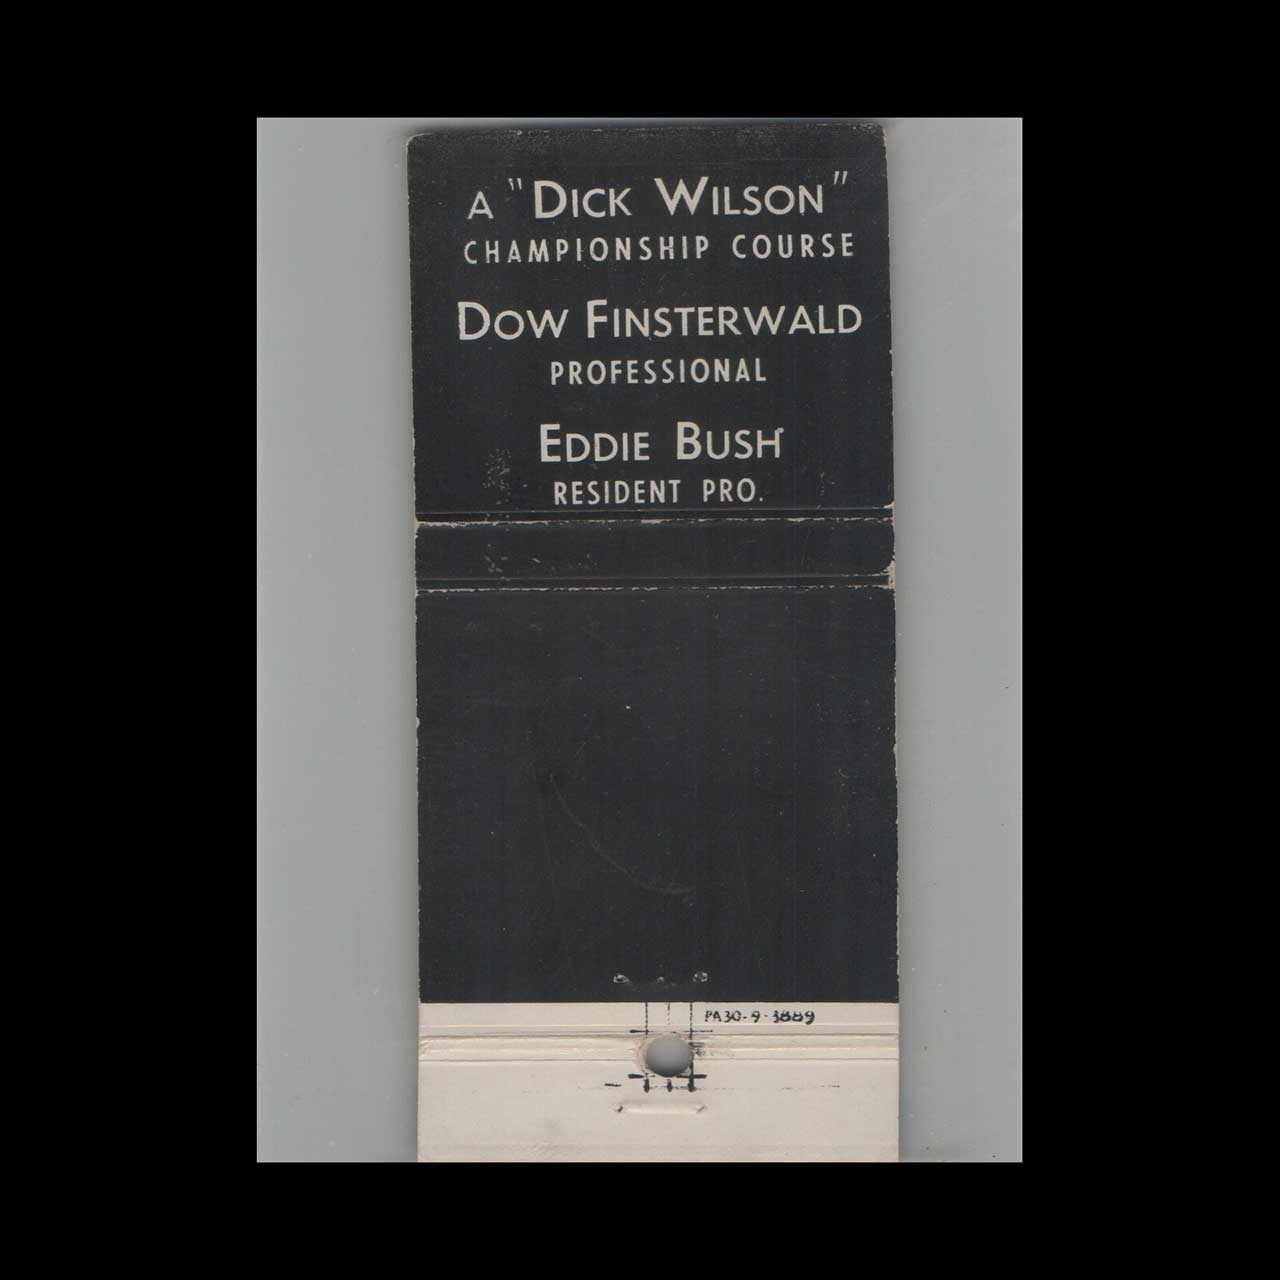 A "DICK WILSON"
CHAMPIONSHIP COURSE
DOW FINSTERWALD
PROFESSIONAL
EDDIE BUSH
RESIDENT PRO.
PA30-9-3889